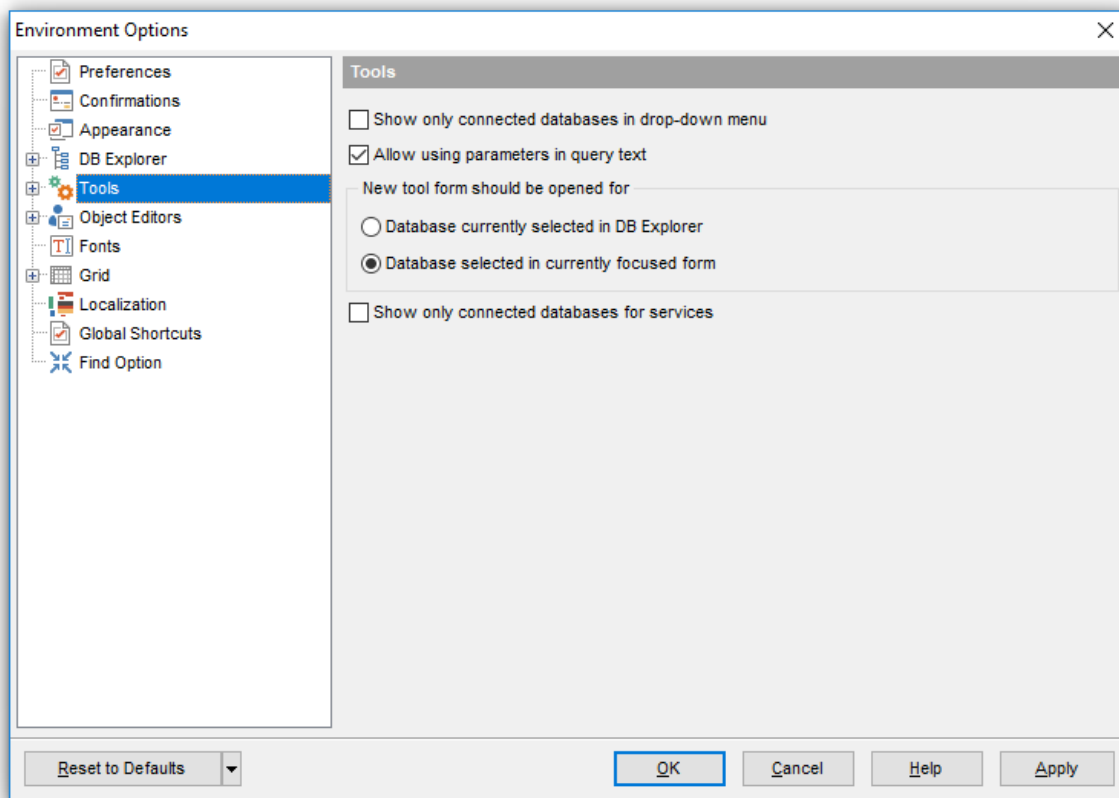 Environment Options
Preferences
Confirmations
Appearance
DB Explorer
Tools
Object Editors
Fonts
Grid
Localization
Global Shortcuts
Find Option
Tools
Show only connected databases in drop-down menu
Allow using parameters in query text
New tool form should be opened for
Database currently selected in DB Explorer
Database selected in currently focused form
Show only connected databases for services
Reset to Defaults
OK
Cancel
Help
Apply